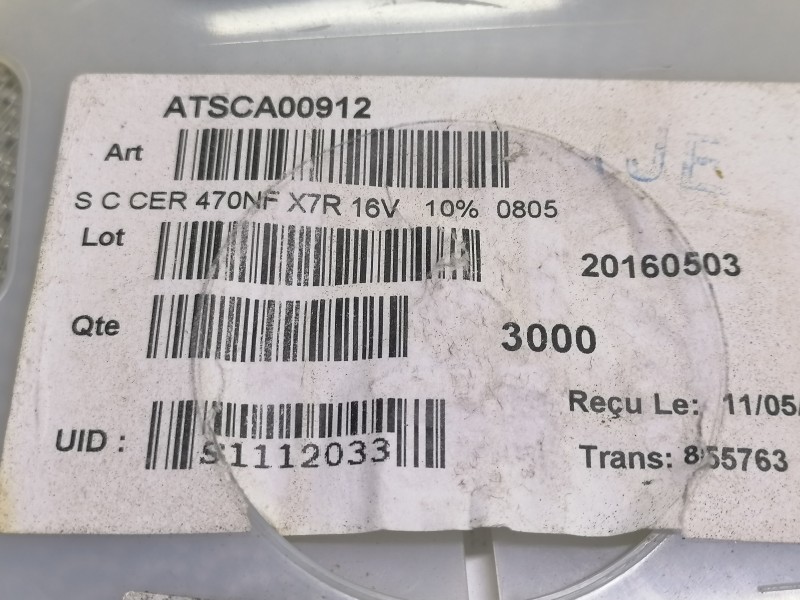 ATSCA00912
Art
S C CER 470NF X7R 16V 10% 0805
Lot
20160503
Qte
3000
Reçu Le: 11/05/
UID :
S1112033
Trans: 855763